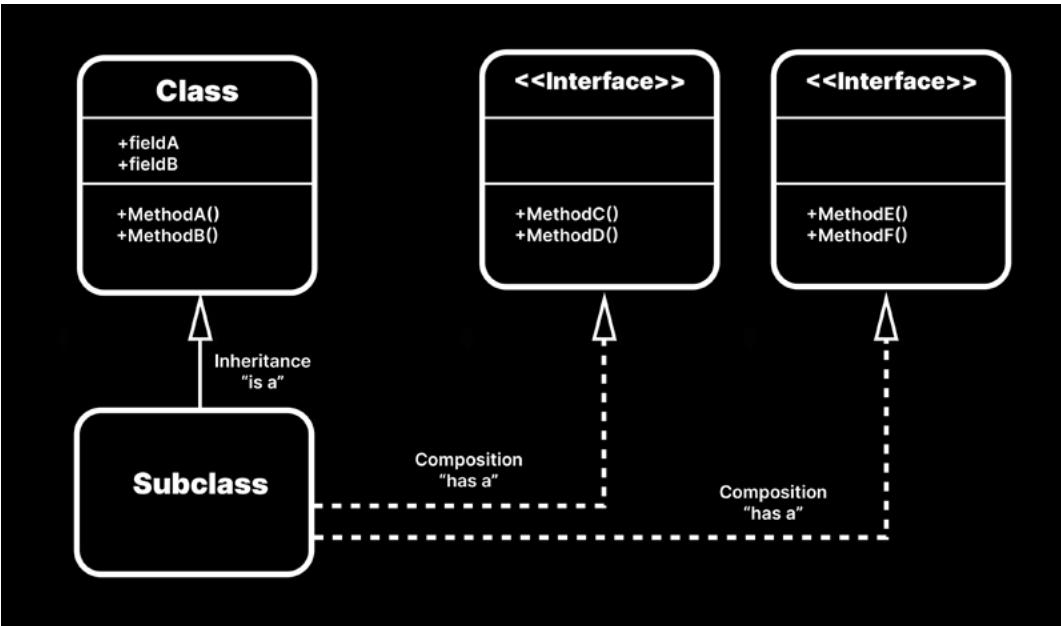 Class
+fieldA
+fieldB
+MethodA()
+MethodB()
<<Interface>>
+MethodC()
+MethodD()
<<Interface>>
+MethodE()
+MethodF()
Inheritance
“is a”
Subclass
Composition
“has a”
Composition
“has a”